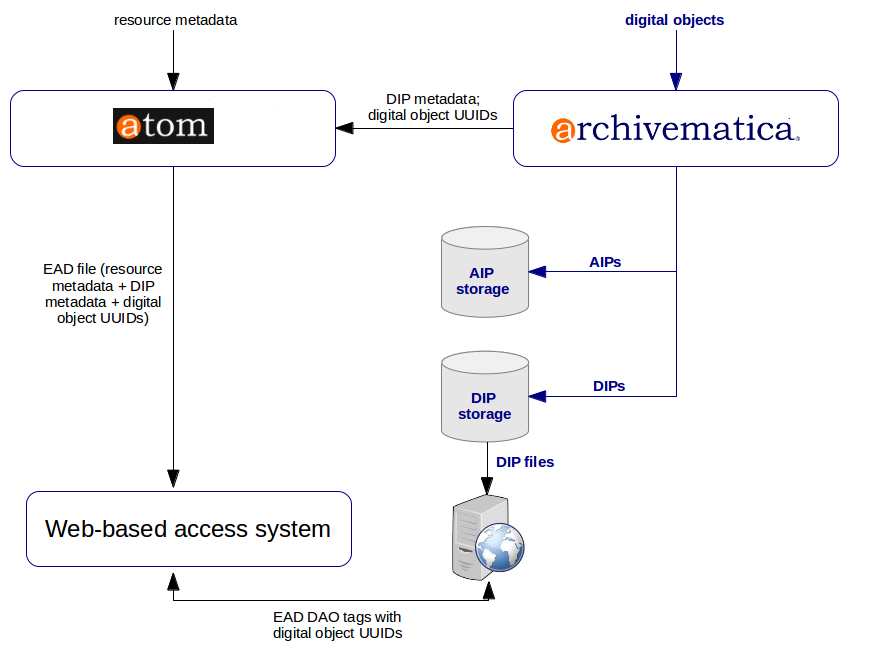 resource metadata
digital objects
DIP metadata;
digital object UUIDs
atom
archivematica
EAD file (resource
metadata + DIP
metadata + digital
object UUIDs)
AIPs
AIP
storage
DIPs
DIP
storage
DIP files
Web-based access system
EAD DAO tags with
digital object UUIDs